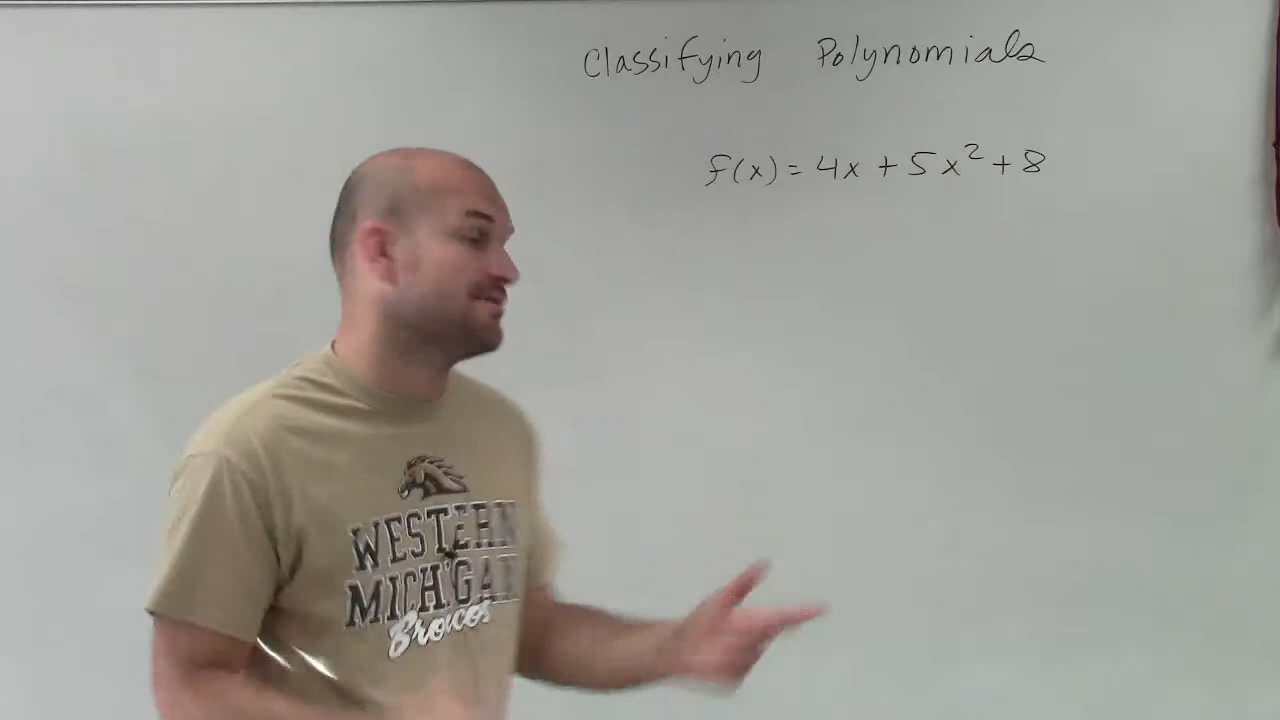 Classifying Polynomials
f(x) = 4x + 5x² + 8
WESTERN
MICHIGAN
Broncos